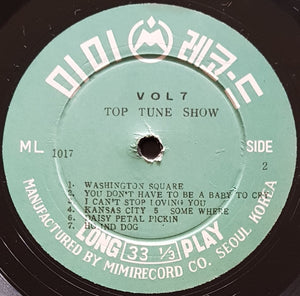 미미 M 레코-드
VOL 7
TOP TUNE SHOW
ML 1017
SIDE 2
1. WASHINGTON SQUARE
2. YOU DON'T HAVE TO BE A BABY TO CRY
3. I CAN'T STOP LOVING YOU
4. KANSAS CITY 5 SOME WHERE
6. DAISY PETAL PICKIN
7. HOUND DOG
LONG 33 1/3 PLAY
MANUFACTURED BY MIMIRECORD CO. SEOUL KOREA